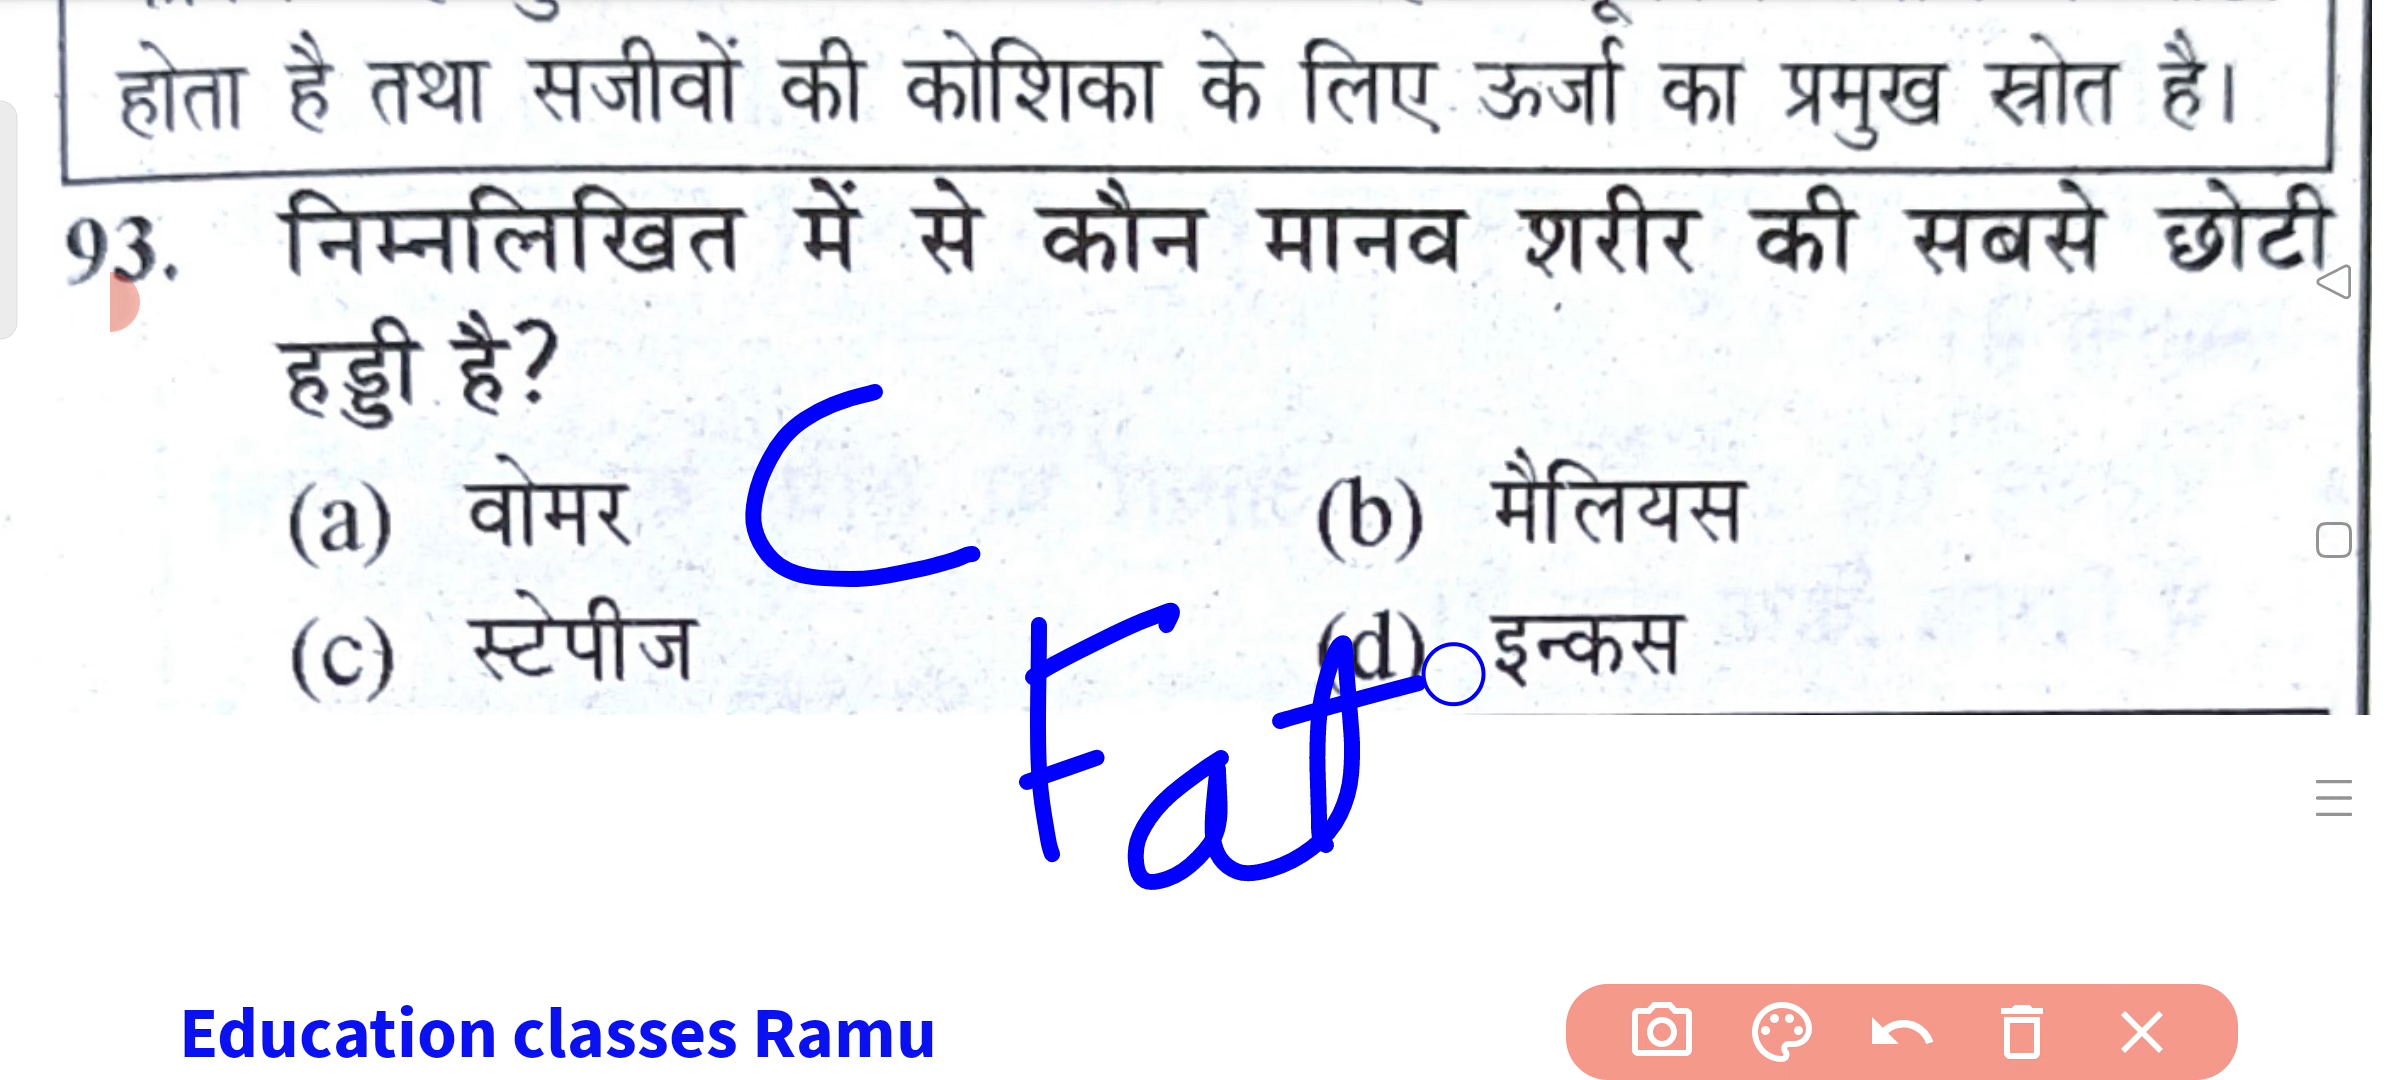 होता है तथा सजीवों की कोशिका के लिए ऊर्जा का प्रमुख स्रोत है।
93. निम्नलिखित में से कौन मानव शरीर की सबसे छोटी
हड्डी है?
(a) वोमर
(b) मैलियस
C
(c) स्टेपीज
(d) इन्कस
Fat
Education classes Ramu